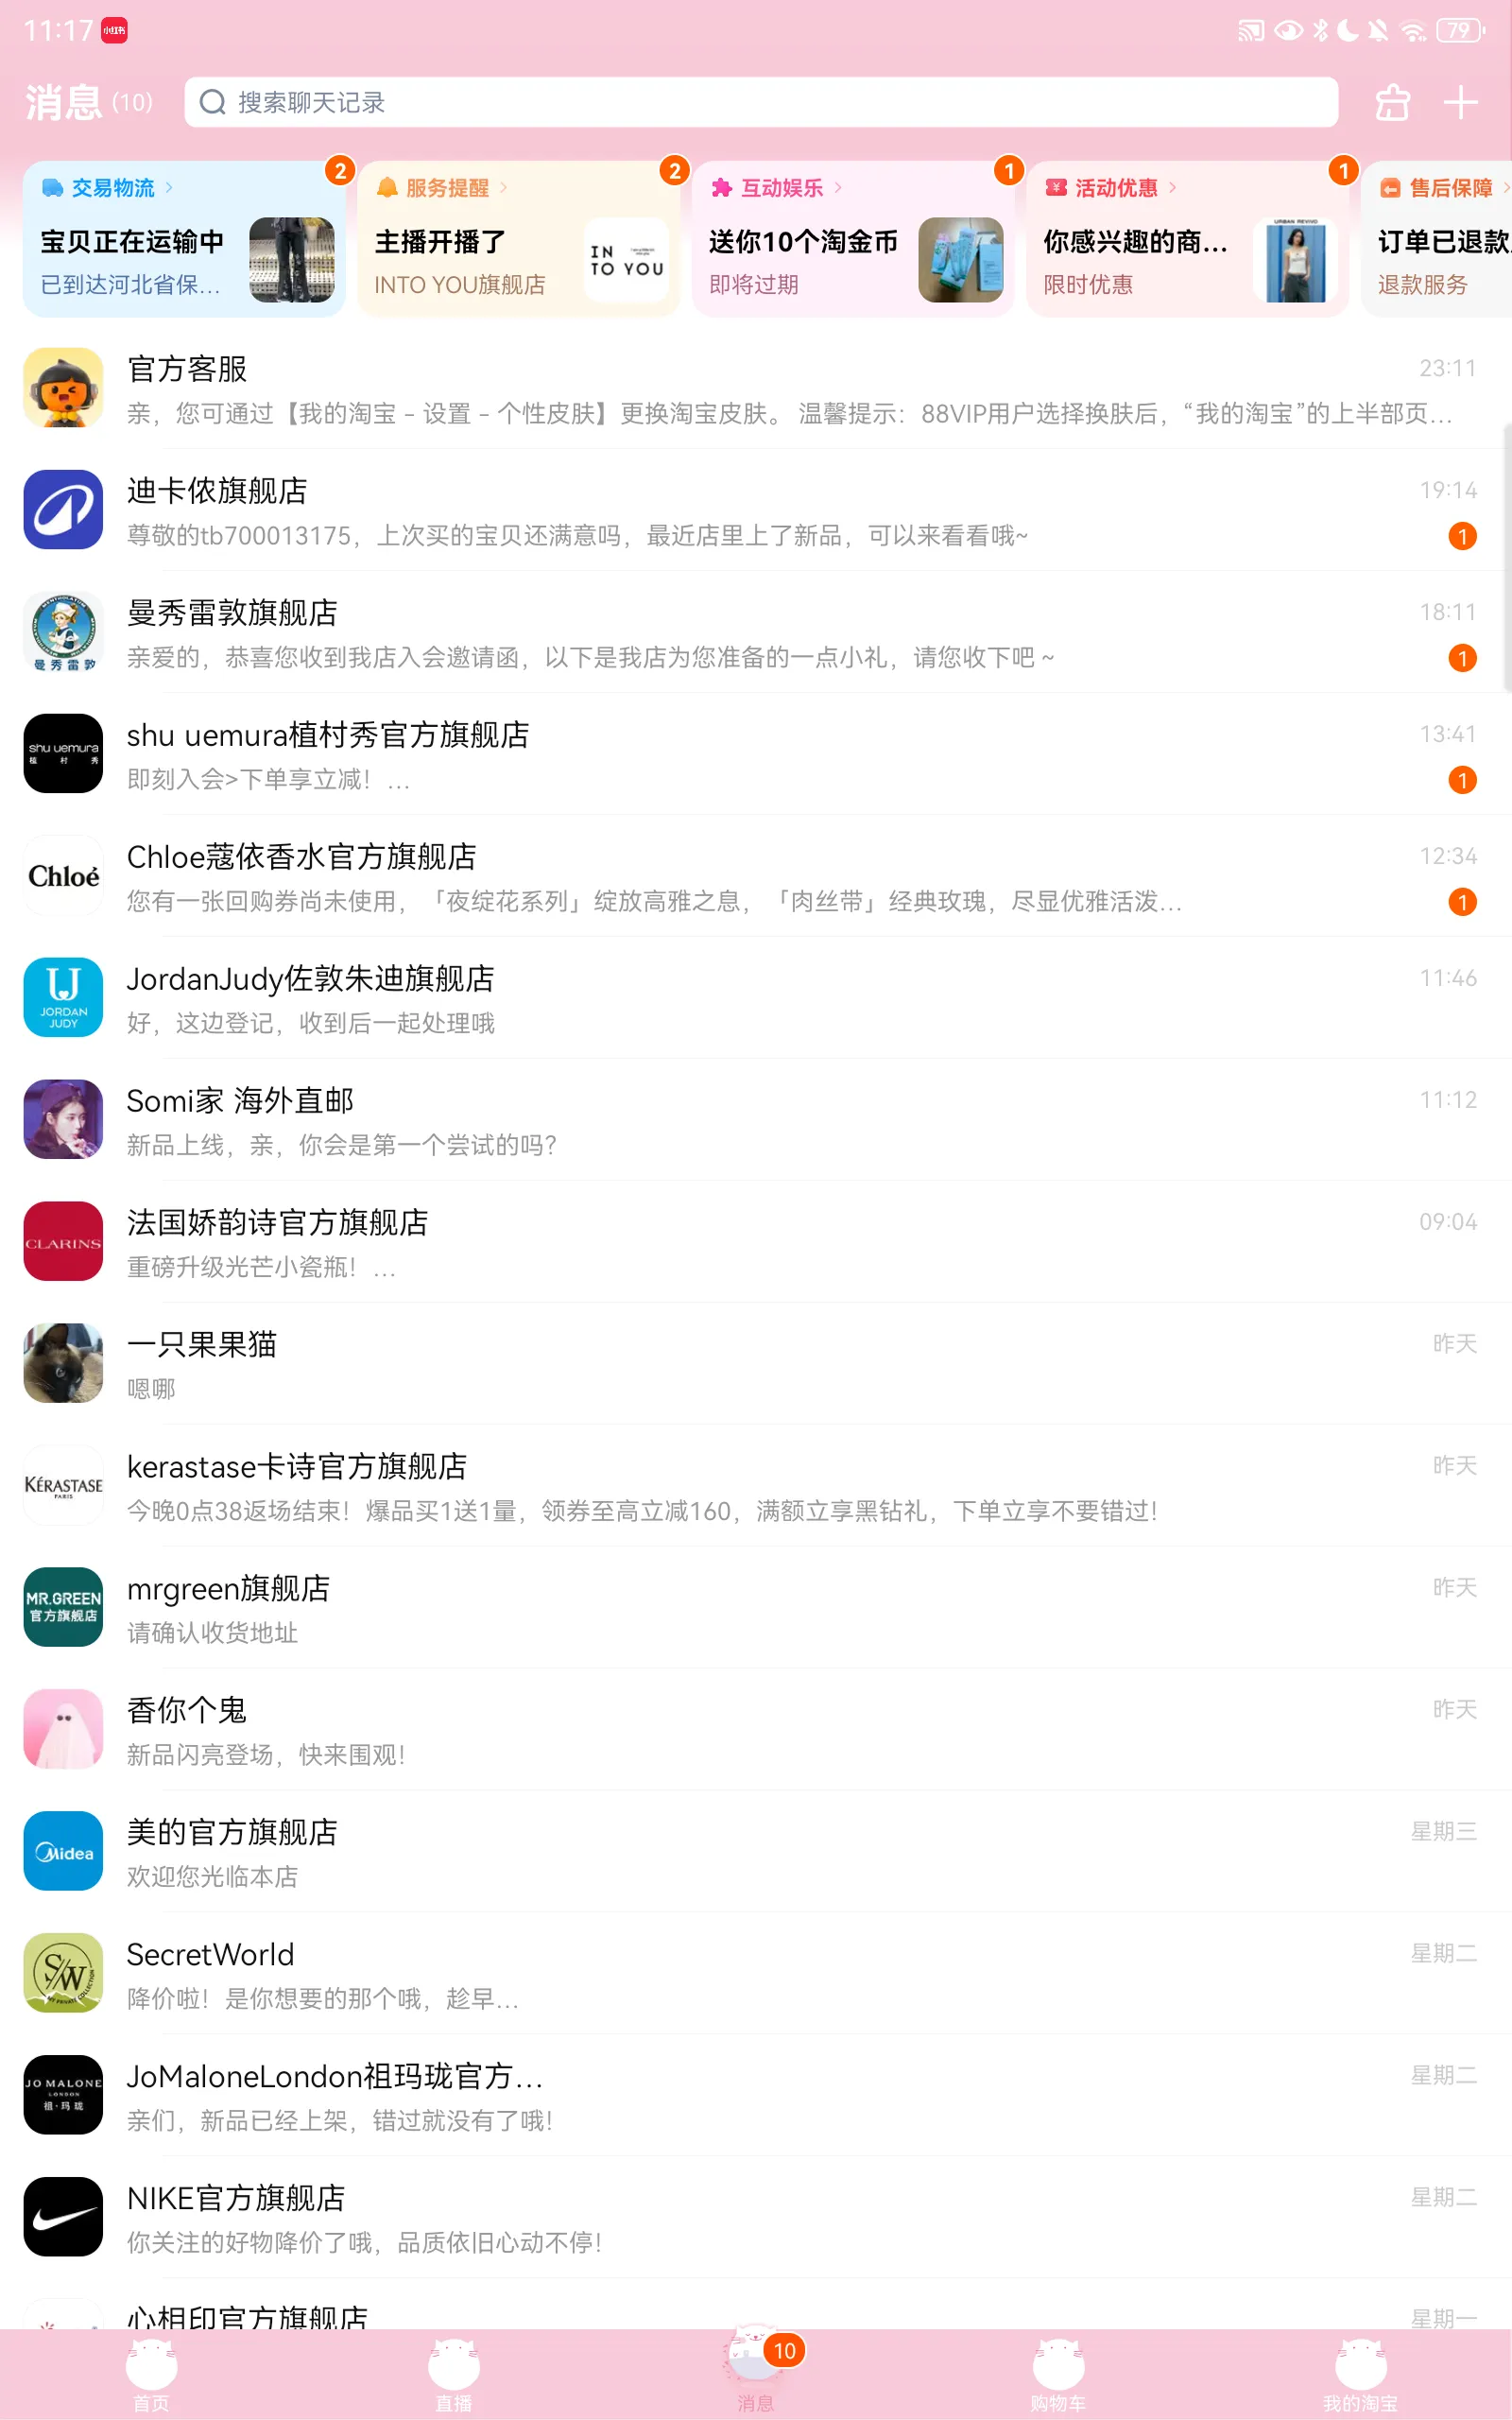 11:17 小红书 79
消息 (10) 搜索聊天记录
交易物流 2
宝贝正在运输中
已到达河北省保...
服务提醒 2
主播开播了
INTO YOU旗舰店
IN
TO YOU
互动娱乐 1
送你10个淘金币
即将过期
活动优惠 1
你感兴趣的商...
限时优惠
URBAN REVIVO
售后保障
订单已退款
退款服务
官方客服 23:11
亲，您可通过【我的淘宝 - 设置 - 个性皮肤】更换淘宝皮肤。 温馨提示：88VIP用户选择换肤后，“我的淘宝”的上半部页...
迪卡侬旗舰店 19:14
尊敬的tb700013175，上次买的宝贝还满意吗，最近店里上了新品，可以来看看哦~ 1
曼秀雷敦
曼秀雷敦旗舰店 18:11
亲爱的，恭喜您收到我店入会邀请函，以下是我店为您准备的一点小礼，请您收下吧 ~ 1
shu uemura
植 村 秀
shu uemura植村秀官方旗舰店 13:41
即刻入会>下单享立减！... 1
Chloé
Chloe蔻依香水官方旗舰店 12:34
您有一张回购券尚未使用，「夜绽花系列」绽放高雅之息，「肉丝带」经典玫瑰，尽显优雅活泼... 1
JORDAN
JUDY
JordanJudy佐敦朱迪旗舰店 11:46
好，这边登记，收到后一起处理哦
Somi家 海外直邮 11:12
新品上线，亲，你会是第一个尝试的吗？
CLARINS
法国娇韵诗官方旗舰店 09:04
重磅升级光芒小瓷瓶！...
一只果果猫 昨天
嗯哪
KÉRASTASE
PARIS
kerastase卡诗官方旗舰店 昨天
今晚0点38返场结束！爆品买1送1量，领券至高立减160，满额立享黑钻礼，下单立享不要错过！
MR.GREEN
官方旗舰店
mrgreen旗舰店 昨天
请确认收货地址
香你个鬼 昨天
新品闪亮登场，快来围观！
Midea
美的官方旗舰店 星期三
欢迎您光临本店
S/W
SecretWorld 星期二
降价啦！是你想要的那个哦，趁早...
JO MALONE
LONDON
祖·玛珑
JoMaloneLondon祖玛珑官方... 星期二
亲们，新品已经上架，错过就没有了哦！
NIKE官方旗舰店 星期二
你关注的好物降价了哦，品质依旧心动不停！
心相印官方旗舰店 星期一
10
首页 直播 消息 购物车 我的淘宝